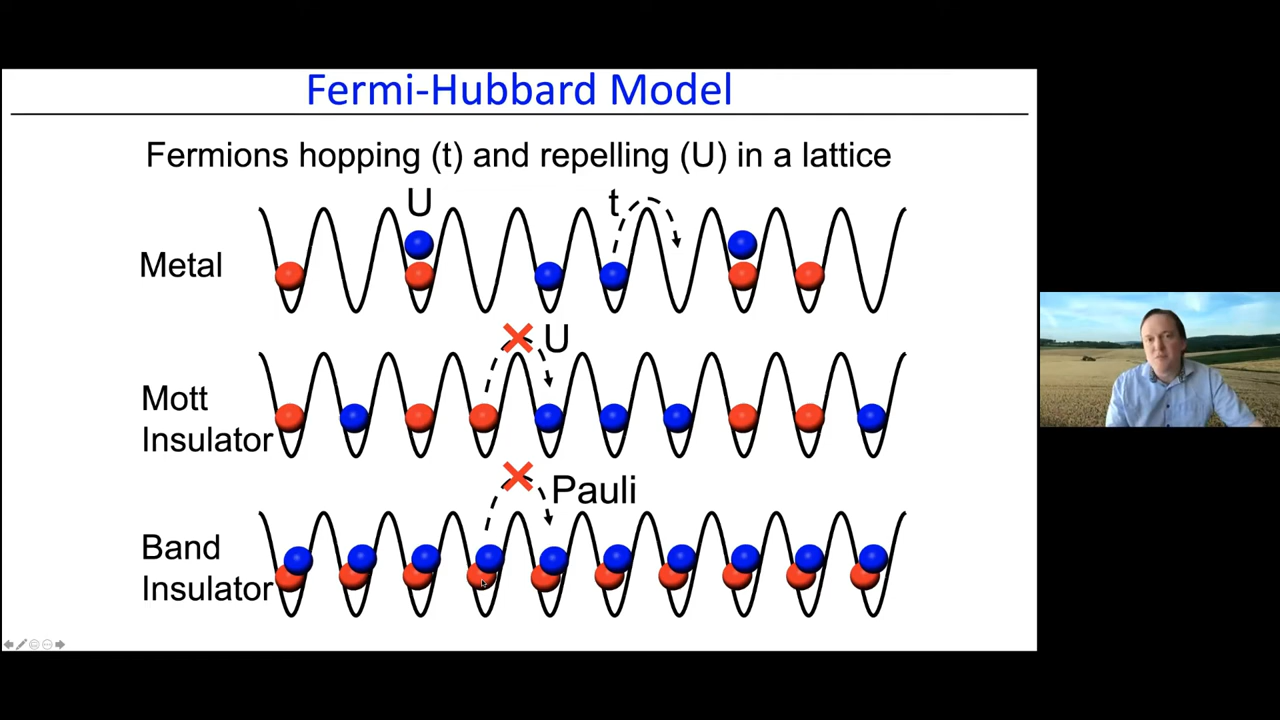 Fermi-Hubbard Model
Fermions hopping (t) and repelling (U) in a lattice
U
t
Metal
U
Mott
Insulator
Pauli
Band
Insulator